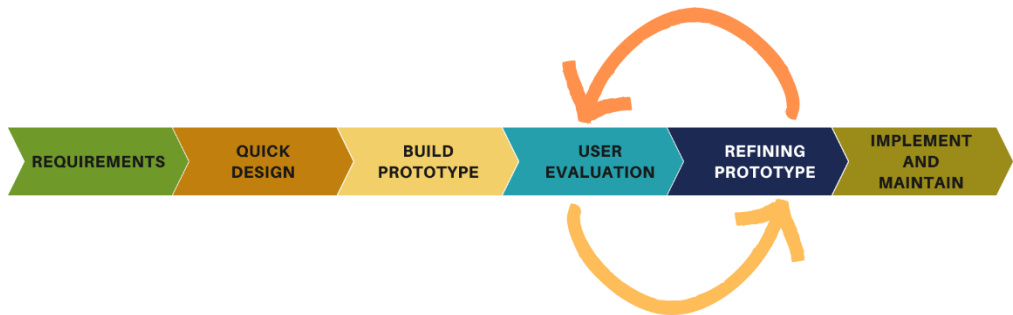 REQUIREMENTS
QUICK
DESIGN
BUILD
PROTOTYPE
USER
EVALUATION
REFINING
PROTOTYPE
IMPLEMENT
AND
MAINTAIN